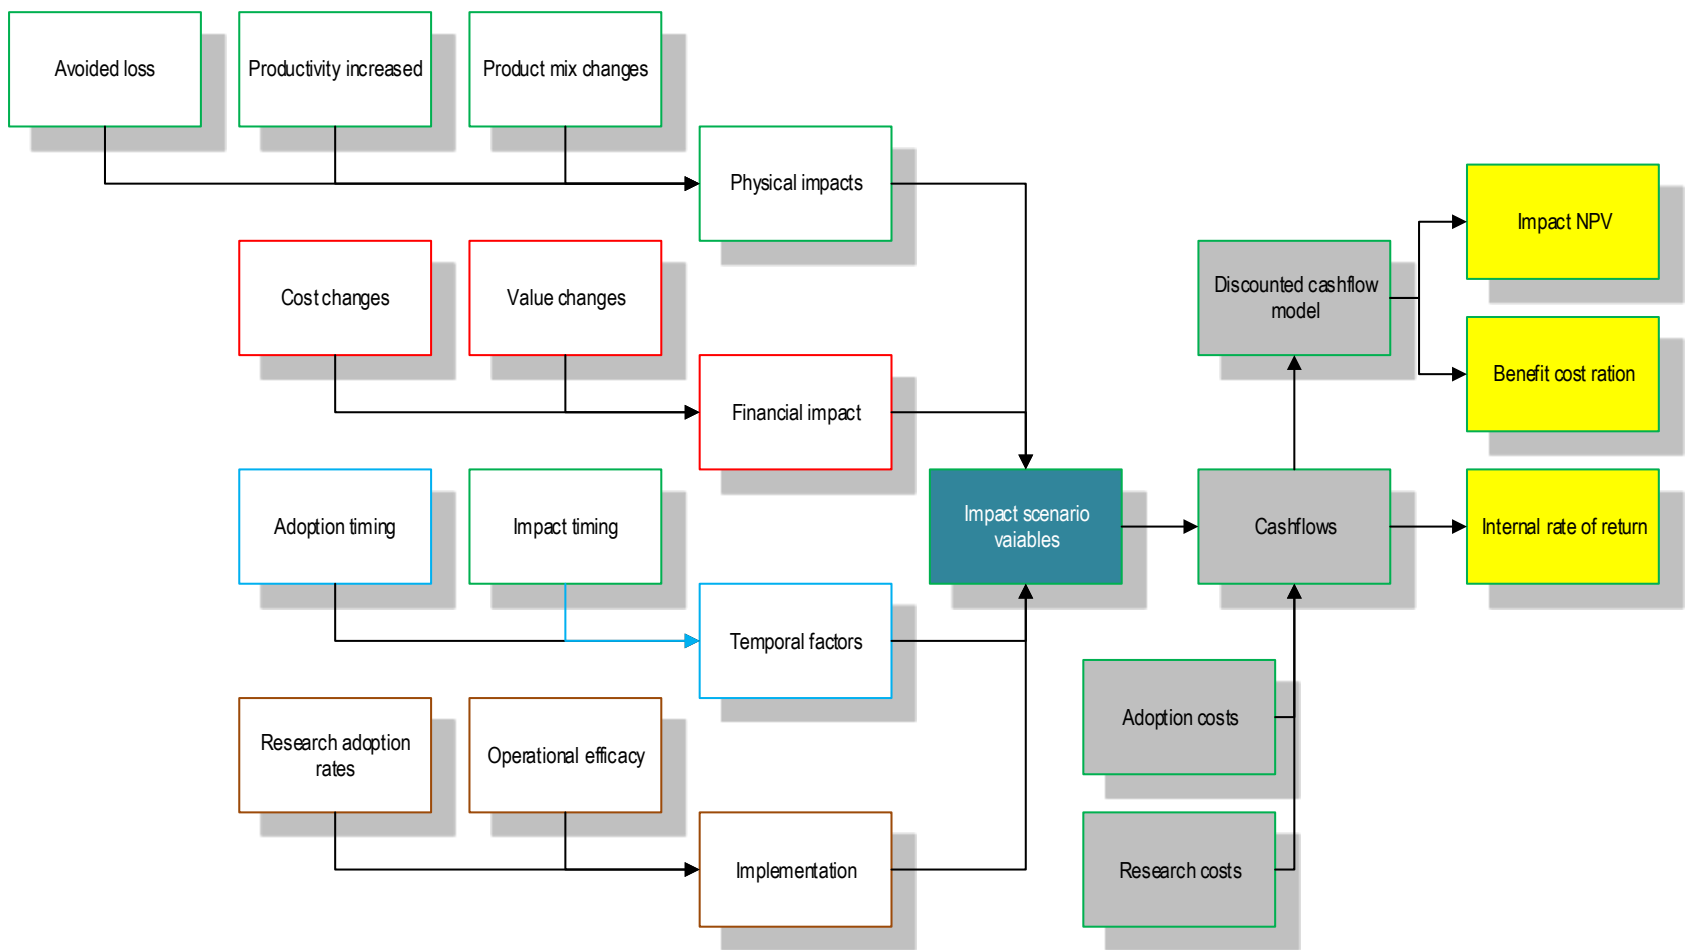 Avoided loss
Productivity increased
Product mix changes
Physical impacts
Impact NPV
Cost changes
Value changes
Discounted cashflow
model
Benefit cost ration
Financial impact
Adoption timing
Impact timing
Impact scenario
vaiables
Cashflows
Internal rate of return
Temporal factors
Adoption costs
Research adoption
rates
Operational efficacy
Implementation
Research costs